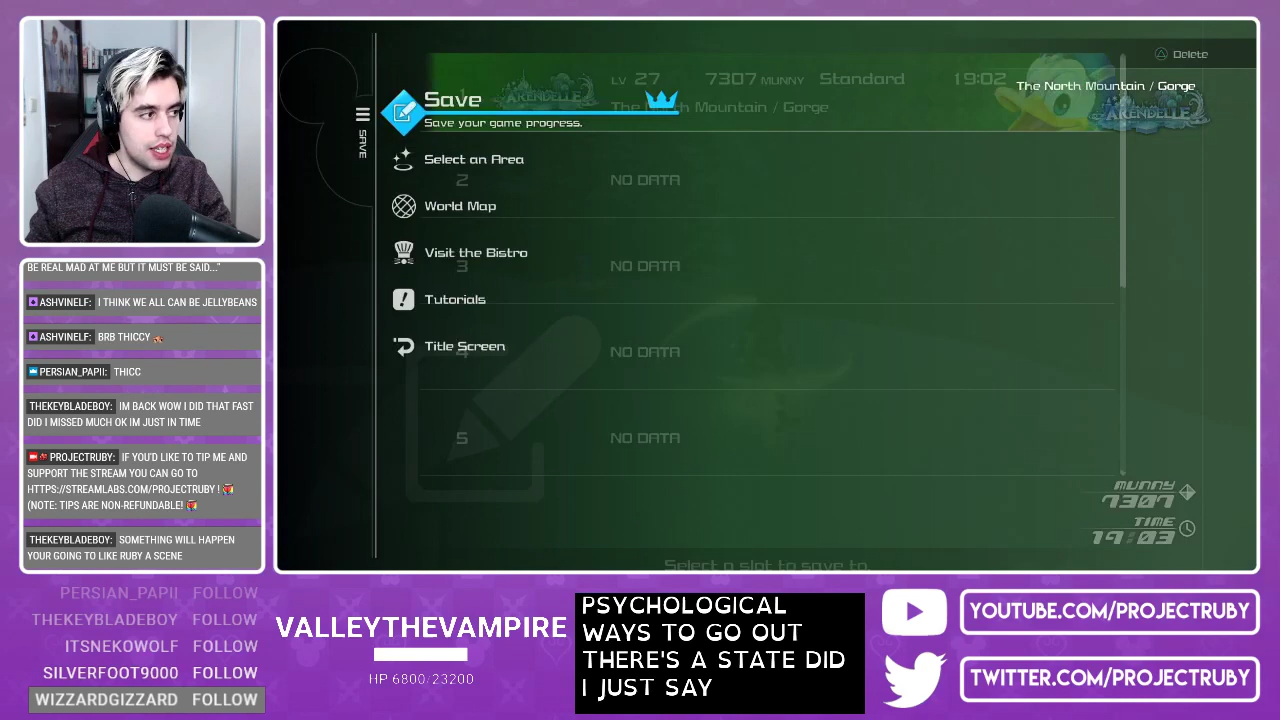 Delete
LV 27 7307 MUNNY Standard 19:02
ARENDELLE
The North Mountain / Gorge
The North Mountain / Gorge
ARENDELLE
SAVE
Save
Save your game progress.
Select an Area
2 NO DATA
World Map
Visit the Bistro
3 NO DATA
Tutorials
Title Screen
4 NO DATA
5 NO DATA
MUNNY
7307
TIME
19:03
Select a slot to save to.
BE REAL MAD AT ME BUT IT MUST BE SAID..."
ASHVINELF: I THINK WE ALL CAN BE JELLYBEANS
ASHVINELF: BRB THICCY
PERSIAN_PAPII: THICC
THEKEYBLADEBOY: IM BACK WOW I DID THAT FAST
DID I MISSED MUCH OK IM JUST IN TIME
PROJECTRUBY: IF YOU'D LIKE TO TIP ME AND
SUPPORT THE STREAM YOU CAN GO TO
HTTPS://STREAMLABS.COM/PROJECTRUBY !
(NOTE: TIPS ARE NON-REFUNDABLE!
THEKEYBLADEBOY: SOMETHING WILL HAPPEN
YOUR GOING TO LIKE RUBY A SCENE
PERSIAN_PAPII FOLLOW
THEKEYBLADEBOY FOLLOW
ITSNEKOWOLF FOLLOW
SILVERFOOT9000 FOLLOW
WIZZARDGIZZARD FOLLOW
VALLEYTHEVAMPIRE
HP 6800/23200
PSYCHOLOGICAL
WAYS TO GO OUT
THERE'S A STATE DID
I JUST SAY
YOUTUBE.COM/PROJECTRUBY
TWITTER.COM/PROJECTRUBY